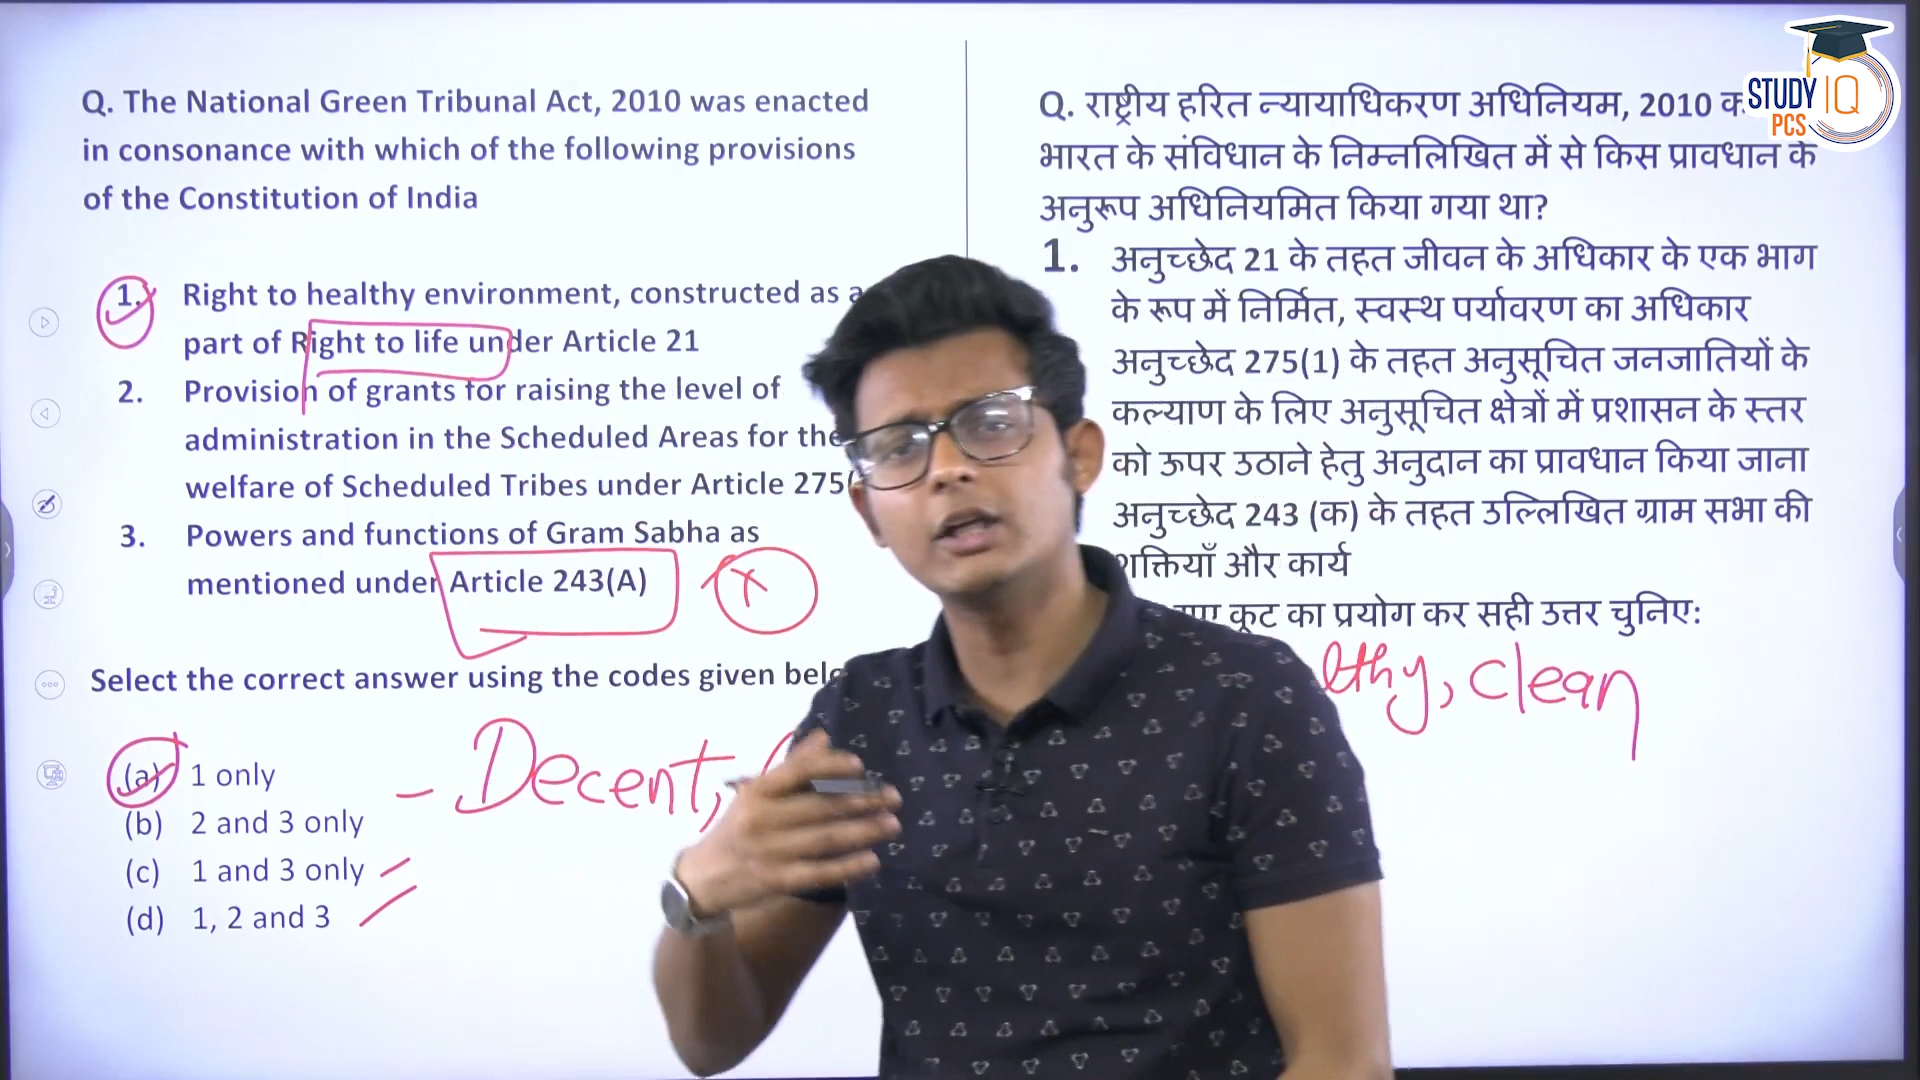 Q. The National Green Tribunal Act, 2010 was enacted
in consonance with which of the following provisions
of the Constitution of India
1. Right to healthy environment, constructed as a
part of Right to life under Article 21
2. Provision of grants for raising the level of
administration in the Scheduled Areas for the
welfare of Scheduled Tribes under Article 275(
3. Powers and functions of Gram Sabha as
mentioned under Article 243(A)
Select the correct answer using the codes given
(a) 1 only
(b) 2 and 3 only
(c) 1 and 3 only
(d) 1, 2 and 3
- Decent,
Q. राष्ट्रीय हरित न्यायाधिकरण अधिनियम, 2010
भारत के संविधान के निम्नलिखित में से किस प्रावधान के
अनुरूप अधिनियमित किया गया था?
1. अनुच्छेद 21 के तहत जीवन के अधिकार के एक भाग
के रूप में निर्मित, स्वस्थ पर्यावरण का अधिकार
अनुच्छेद 275(1) के तहत अनुसूचित जनजातियों के
कल्याण के लिए अनुसूचित क्षेत्रों में प्रशासन के स्तर
को ऊपर उठाने हेतु अनुदान का प्रावधान किया जाना
अनुच्छेद 243 (क) के तहत उल्लिखित ग्राम सभा की
शक्तियाँ और कार्य
कूट का प्रयोग कर सही उत्तर चुनिए:
lthy, clean
STUDY IQ
PCS